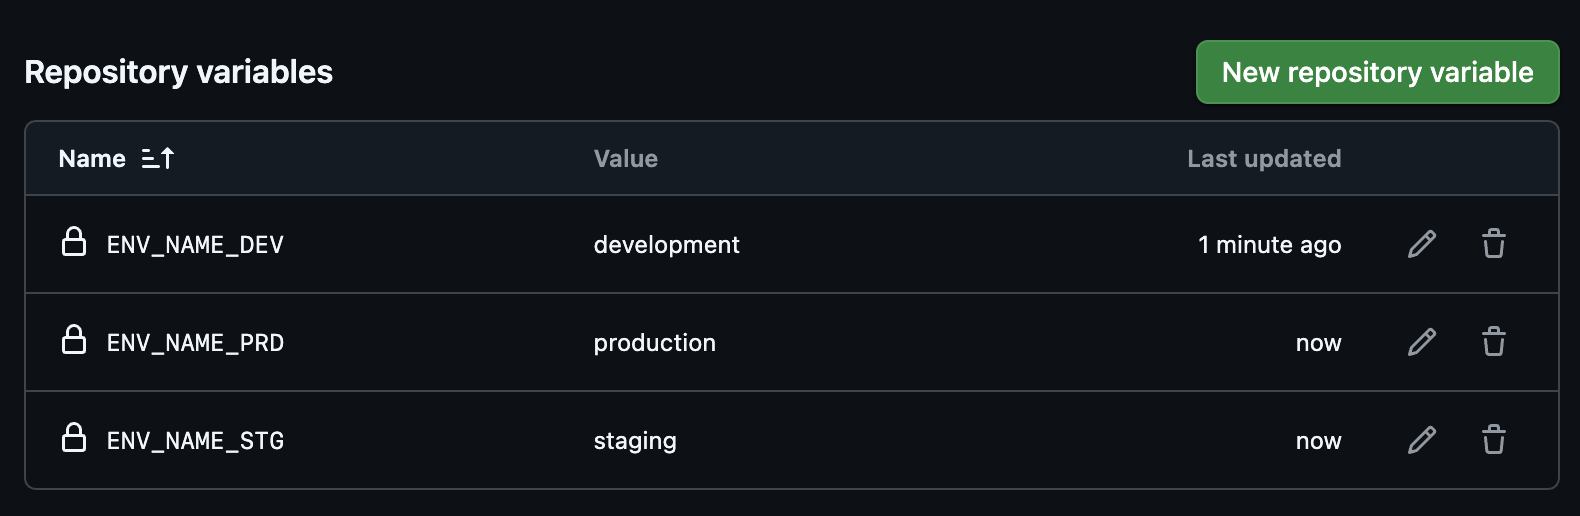 Repository variables
New repository variable
Name Value Last updated
ENV_NAME_DEV development 1 minute ago
ENV_NAME_PRD production now
ENV_NAME_STG staging now